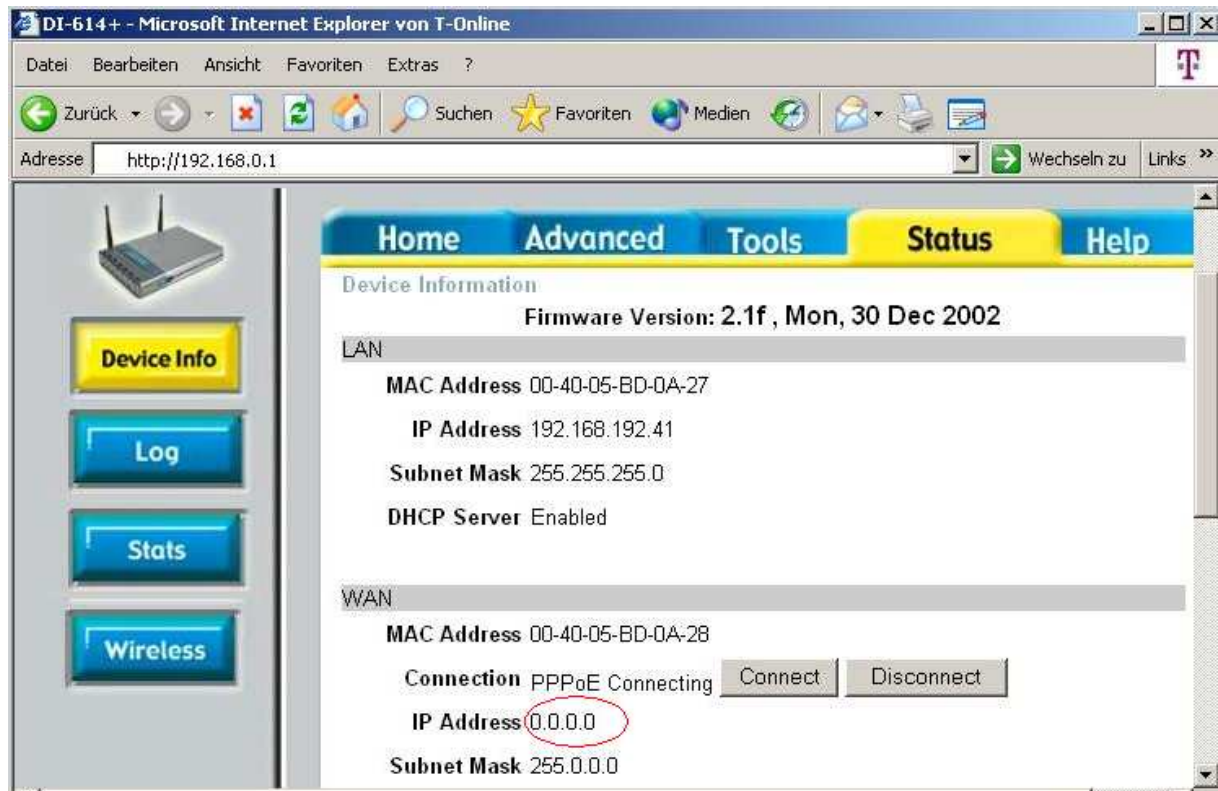 DI-614+ - Microsoft Internet Explorer von T-Online
Datei Bearbeiten Ansicht Favoriten Extras ?
T
Zurück Suchen Favoriten Medien
Adresse http://192.168.0.1 Wechseln zu Links »
Home Advanced Tools Status Help
Device Information
Firmware Version: 2.1f , Mon, 30 Dec 2002
Device Info
LAN
MAC Address 00-40-05-BD-0A-27
IP Address 192.168.192.41
Log
Subnet Mask 255.255.255.0
DHCP Server Enabled
Stats
WAN
MAC Address 00-40-05-BD-0A-28
Wireless
Connection PPPoE Connecting Connect Disconnect
IP Address 0.0.0.0
Subnet Mask 255.0.0.0